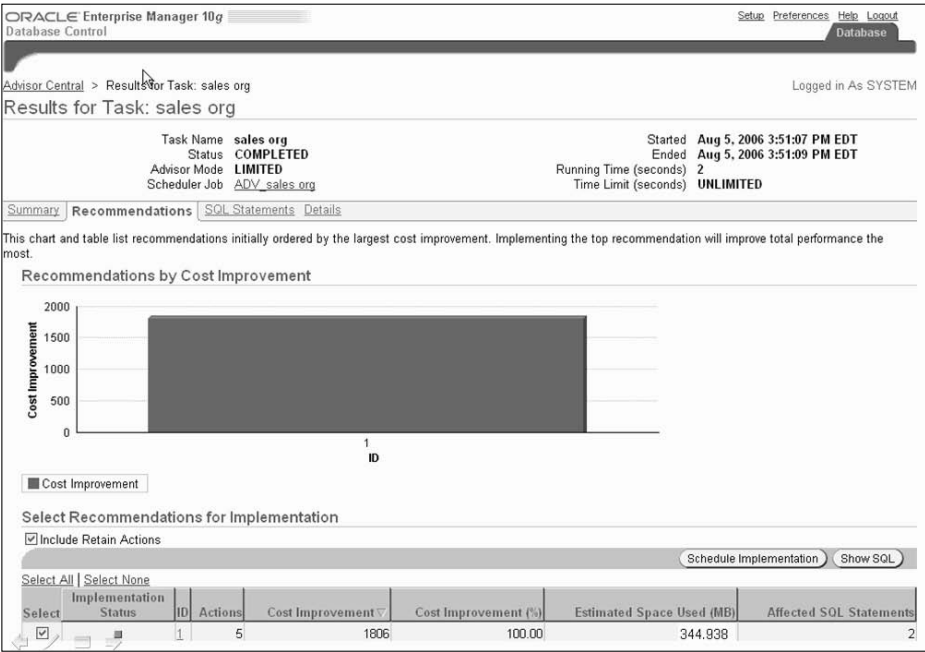 ORACLE Enterprise Manager 10g
Database Control
Setup Preferences Help Logout
Database
Advisor Central > Results for Task: sales org
Logged in As SYSTEM
Results for Task: sales org
Task Name sales org
Status COMPLETED
Advisor Mode LIMITED
Scheduler Job ADV_sales org
Started Aug 5, 2006 3:51:07 PM EDT
Ended Aug 5, 2006 3:51:09 PM EDT
Running Time (seconds) 2
Time Limit (seconds) UNLIMITED
Summary Recommendations SQL Statements Details
This chart and table list recommendations initially ordered by the largest cost improvement. Implementing the top recommendation will improve total performance the
most.
Recommendations by Cost Improvement
Cost Improvement
2000
1500
1000
500
0
1
ID
Cost Improvement
Select Recommendations for Implementation
Include Retain Actions
Schedule Implementation Show SQL
Select All | Select None
Select Implementation Status ID Actions Cost Improvement Cost Improvement (%) Estimated Space Used (MB) Affected SQL Statements
1 5 1806 100.00 344.938 2